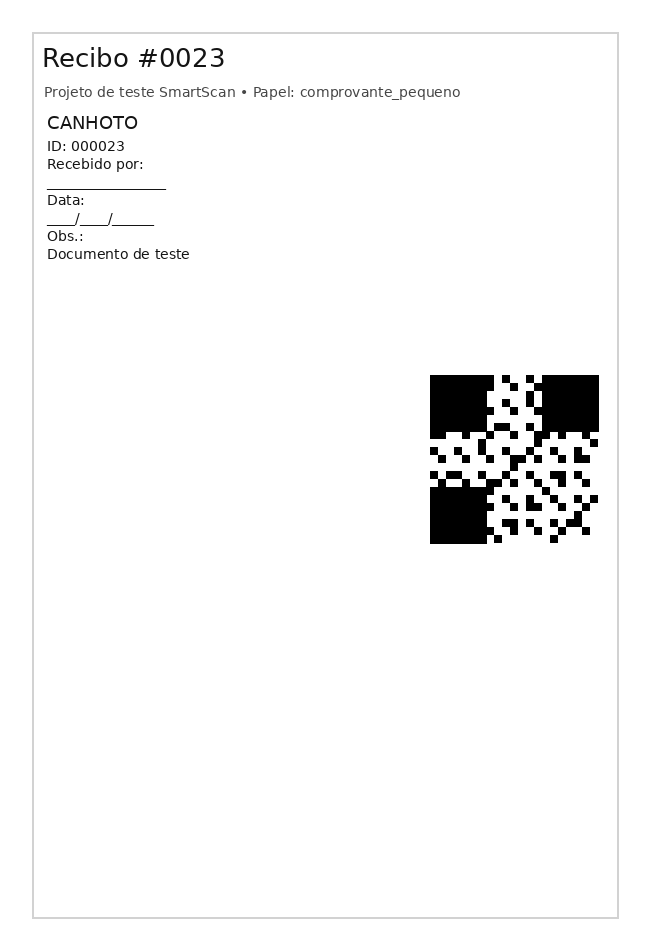 Recibo #0023
Projeto de teste SmartScan • Papel: comprovante_pequeno
CANHOTO
ID: 000023
Recebido por:
_________________
Data:
____/____/______
Obs.:
Documento de teste